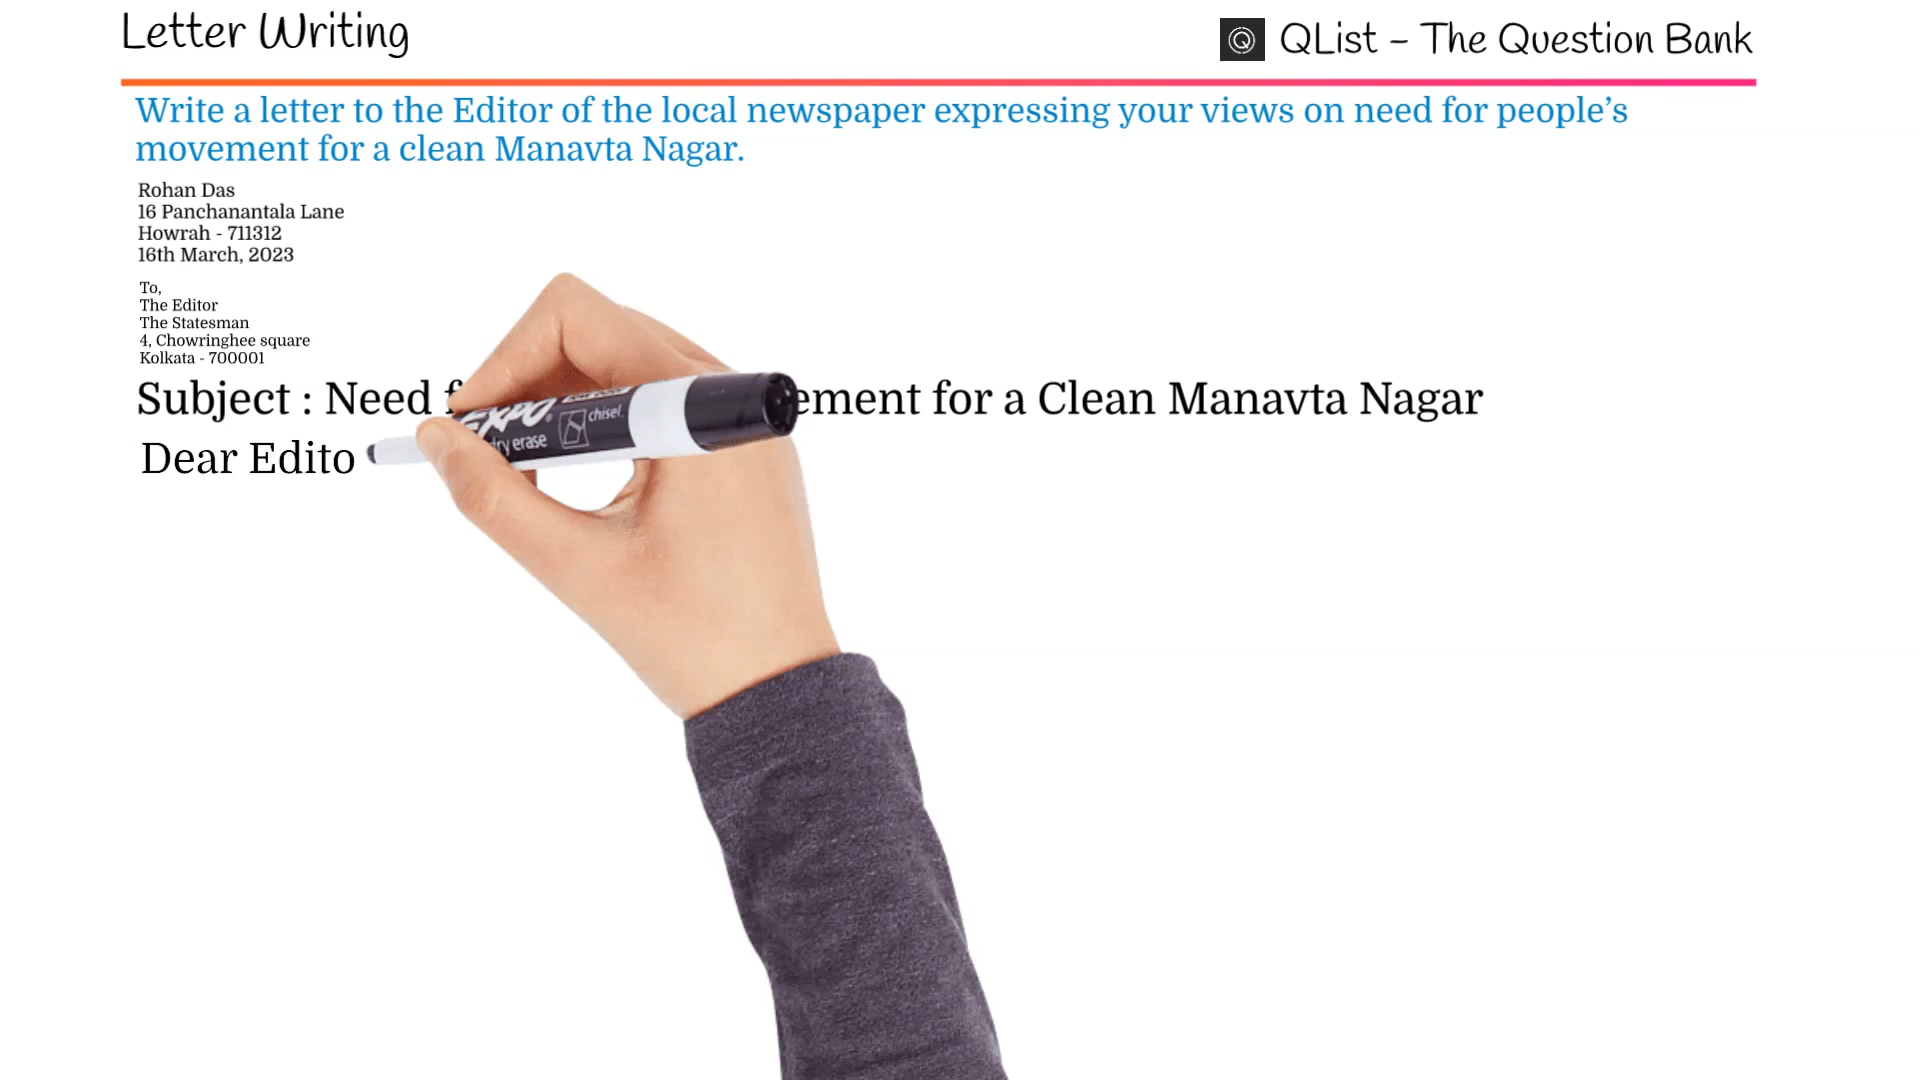 Letter Writing
QList - The Question Bank
Write a letter to the Editor of the local newspaper expressing your views on need for people's
movement for a clean Manavta Nagar.
Rohan Das
16 Panchanantala Lane
Howrah - 711312
16th March, 2023
To,
The Editor
The Statesman
4, Chowringhee square
Kolkata - 700001
Subject : Need ement for a Clean Manavta Nagar
Dear Edito
EXPO
chisel
dry erase